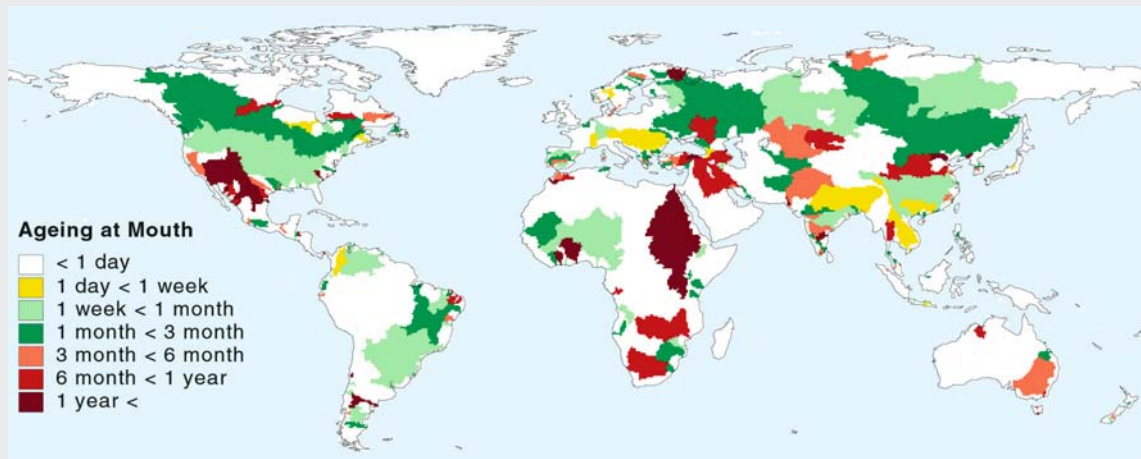 Ageing at Mouth
< 1 day
1 day < 1 week
1 week < 1 month
1 month < 3 month
3 month < 6 month
6 month < 1 year
1 year <